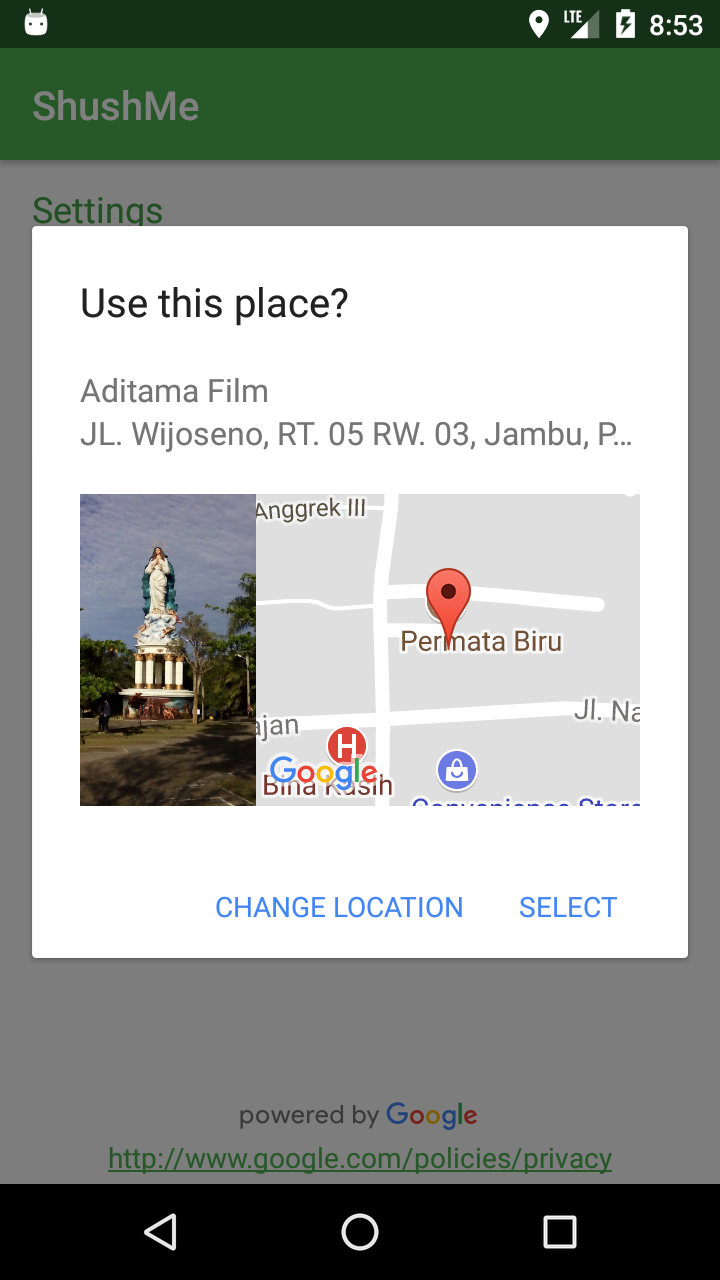 LTE 8:53
ShushMe
Settings
Use this place?
Aditama Film
JL. Wijoseno, RT. 05 RW. 03, Jambu, P...
Anggrek III
Permata Biru
ajan
Jl. Na
H
Google
Bina Kasih
Convenience Store
CHANGE LOCATION
SELECT
powered by Google
http://www.google.com/policies/privacy